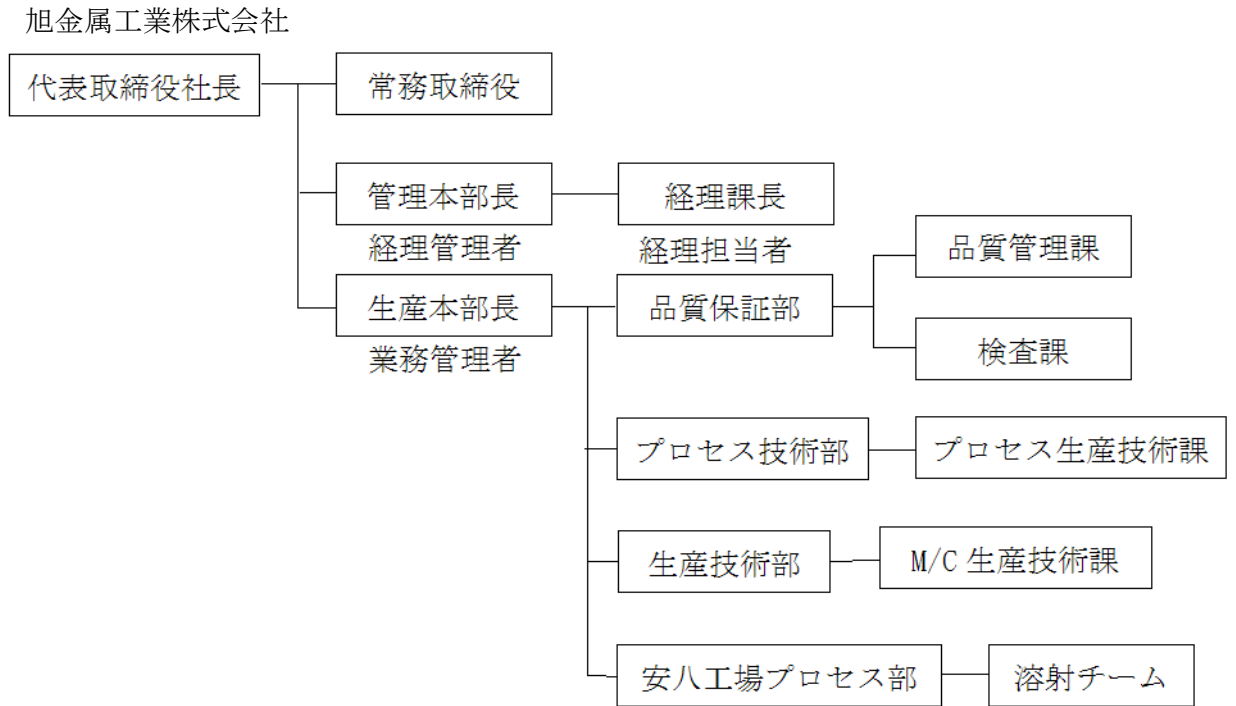 旭金属工業株式会社
代表取締役社長
常務取締役
管理本部長
経理管理者
経理課長
経理担当者
生産本部長
業務管理者
品質保証部
品質管理課
検査課
プロセス技術部
プロセス生産技術課
生産技術部
M/C 生産技術課
安八工場プロセス部
溶射チーム